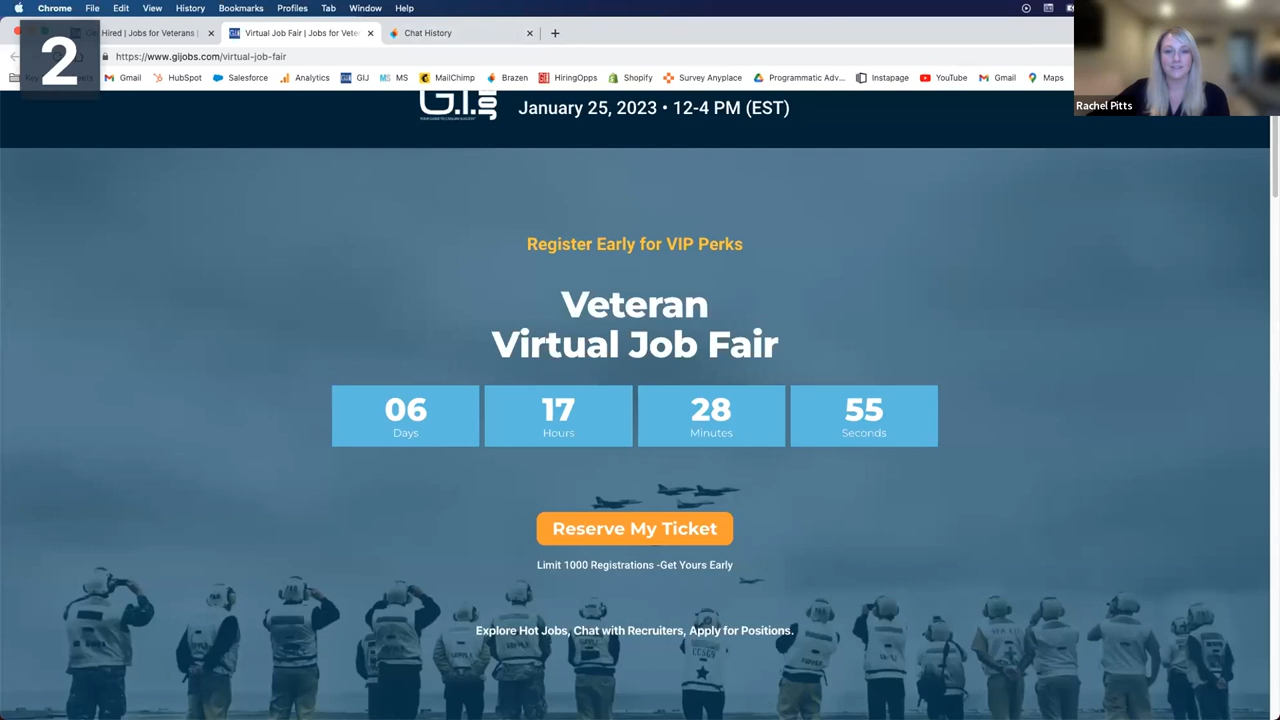 Chrome File Edit View History Bookmarks Profiles Tab Window Help
2
Hired | Jobs for Veterans |
Virtual Job Fair | Jobs for Vete
Chat History
https://www.gijobs.com/virtual-job-fair
Gmail HubSpot Salesforce Analytics GIJ MS MailChimp Brazen HiringOpps Shopify Survey Anyplace Programmatic Adv... Instapage YouTube Gmail Maps
Rachel Pitts
G.I. JOBS
January 25, 2023 • 12-4 PM (EST)
Register Early for VIP Perks
Veteran
Virtual Job Fair
06 17 28 55
Days Hours Minutes Seconds
Reserve My Ticket
Limit 1000 Registrations -Get Yours Early
Explore Hot Jobs, Chat with Recruiters, Apply for Positions.